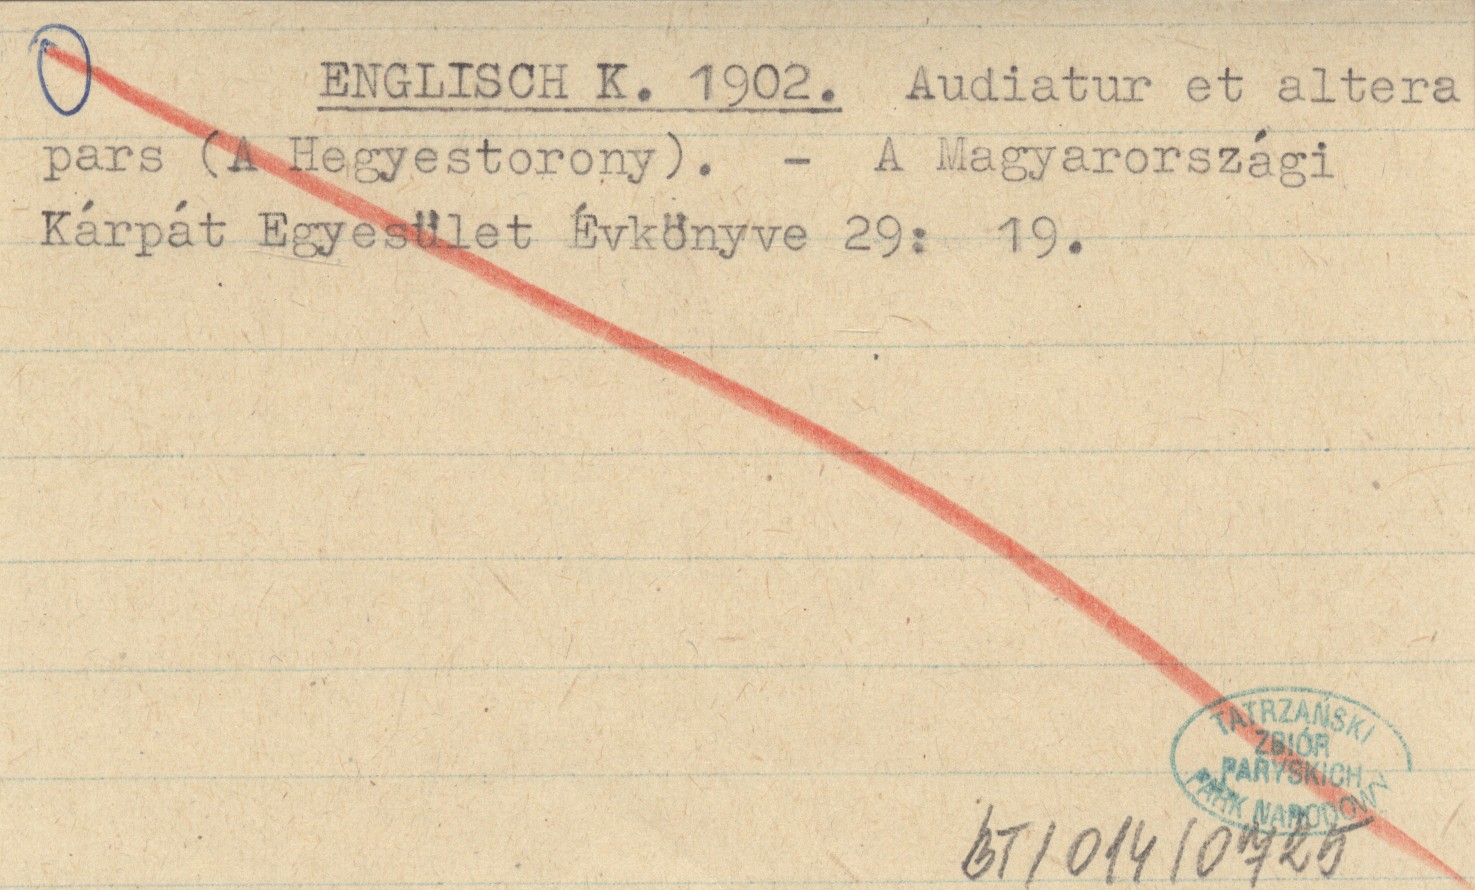 ENGLISCH K. 1902. Audiatur et altera
pars (A Hegyestorony). - A Magyarországi
Kárpát Egyesület Évkönyve 29: 19.
TATRZAŃSKI
ZBIÓR
PARYSKICH
PARK NARODOWY
BT/014/0725